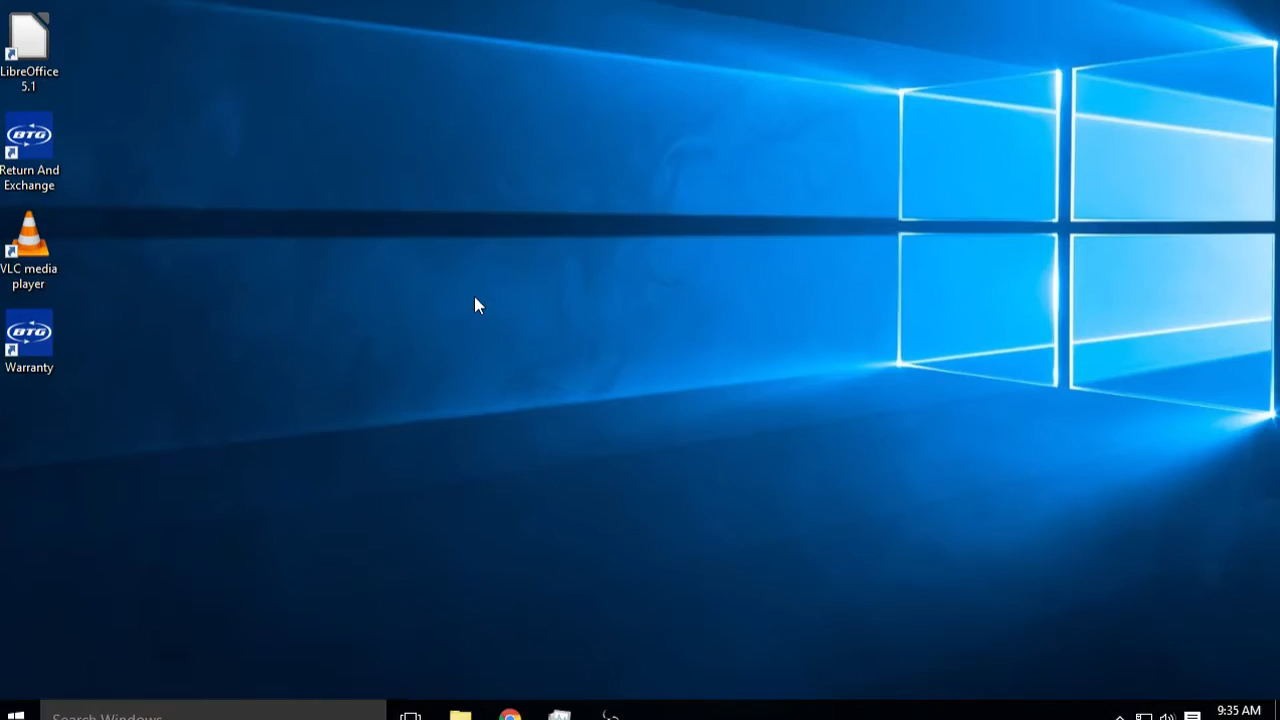 LibreOffice
5.1
BTG
Return And
Exchange
VLC media
player
BTG
Warranty
Search Windows
9:35 AM